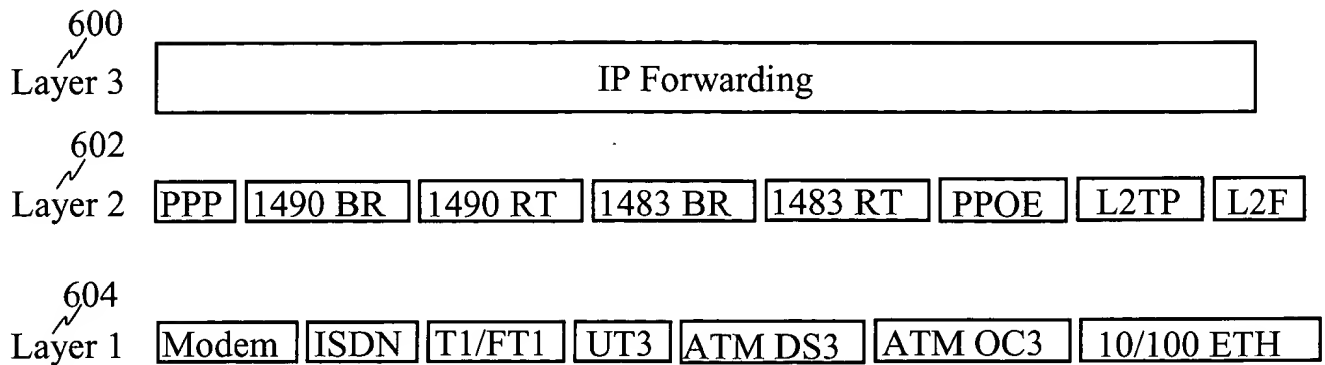 600
Layer 3 IP Forwarding
602
Layer 2 PPP 1490 BR 1490 RT 1483 BR 1483 RT PPOE L2TP L2F
604
Layer 1 Modem ISDN T1/FT1 UT3 ATM DS3 ATM OC3 10/100 ETH